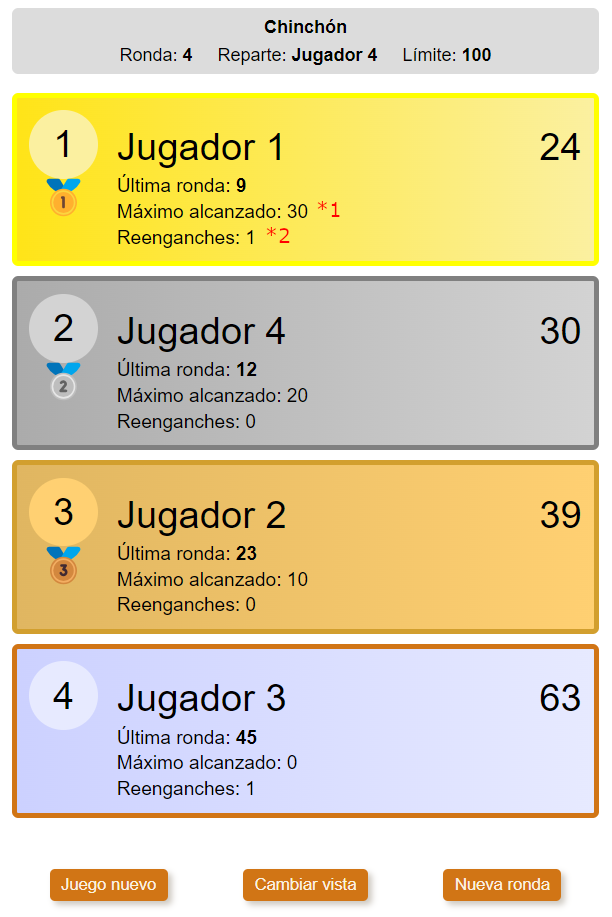 Chinchón
Ronda: 4 Reparte: Jugador 4 Límite: 100
1 Jugador 1 24
1
Última ronda: 9
Máximo alcanzado: 30 *1
Reenganches: 1 *2
2 Jugador 4 30
2
Última ronda: 12
Máximo alcanzado: 20
Reenganches: 0
3 Jugador 2 39
3
Última ronda: 23
Máximo alcanzado: 10
Reenganches: 0
4 Jugador 3 63
Última ronda: 45
Máximo alcanzado: 0
Reenganches: 1
Juego nuevo Cambiar vista Nueva ronda